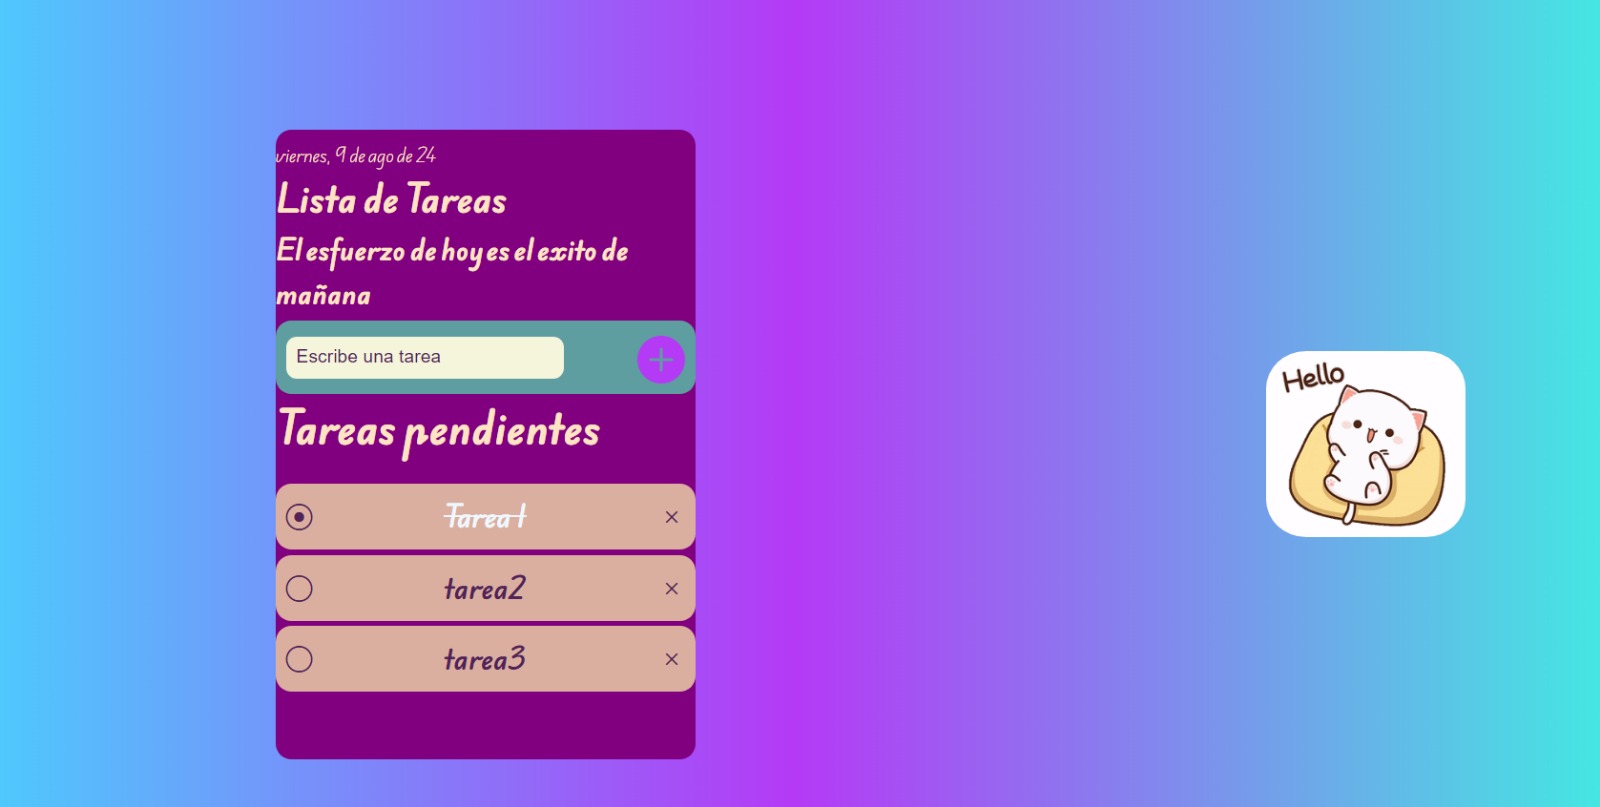 viernes, 9 de ago de 24
Lista de Tareas
El esfuerzo de hoy es el exito de
mañana
Escribe una tarea
Tareas pendientes
Tarea 1
tarea2
tarea3
Hello